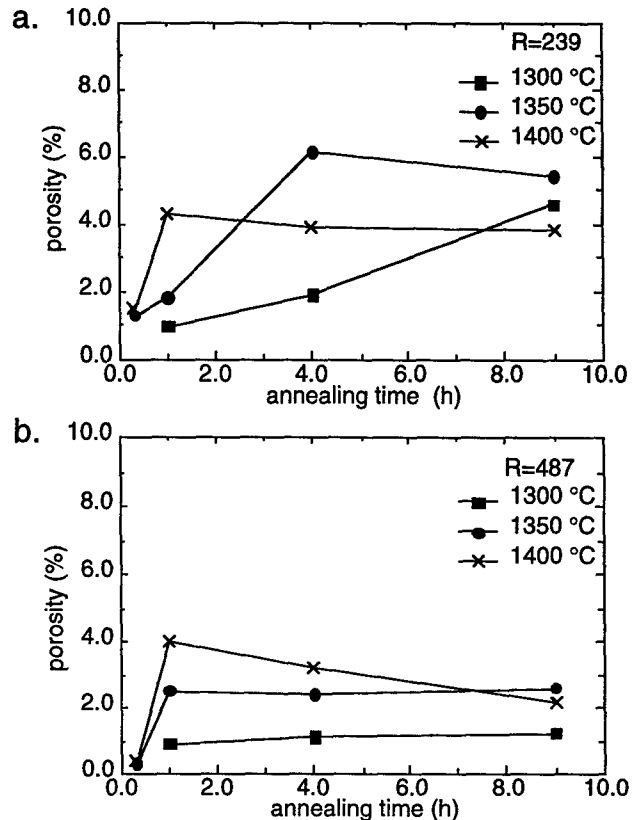 a.
R=239
1300 °C
1350 °C
1400 °C
10.0
8.0
6.0
4.0
2.0
0.0
porosity (%)
0.0 2.0 4.0 6.0 8.0 10.0
annealing time (h)
b.
R=487
1300 °C
1350 °C
1400 °C
10.0
8.0
6.0
4.0
2.0
0.0
porosity (%)
0.0 2.0 4.0 6.0 8.0 10.0
annealing time (h)